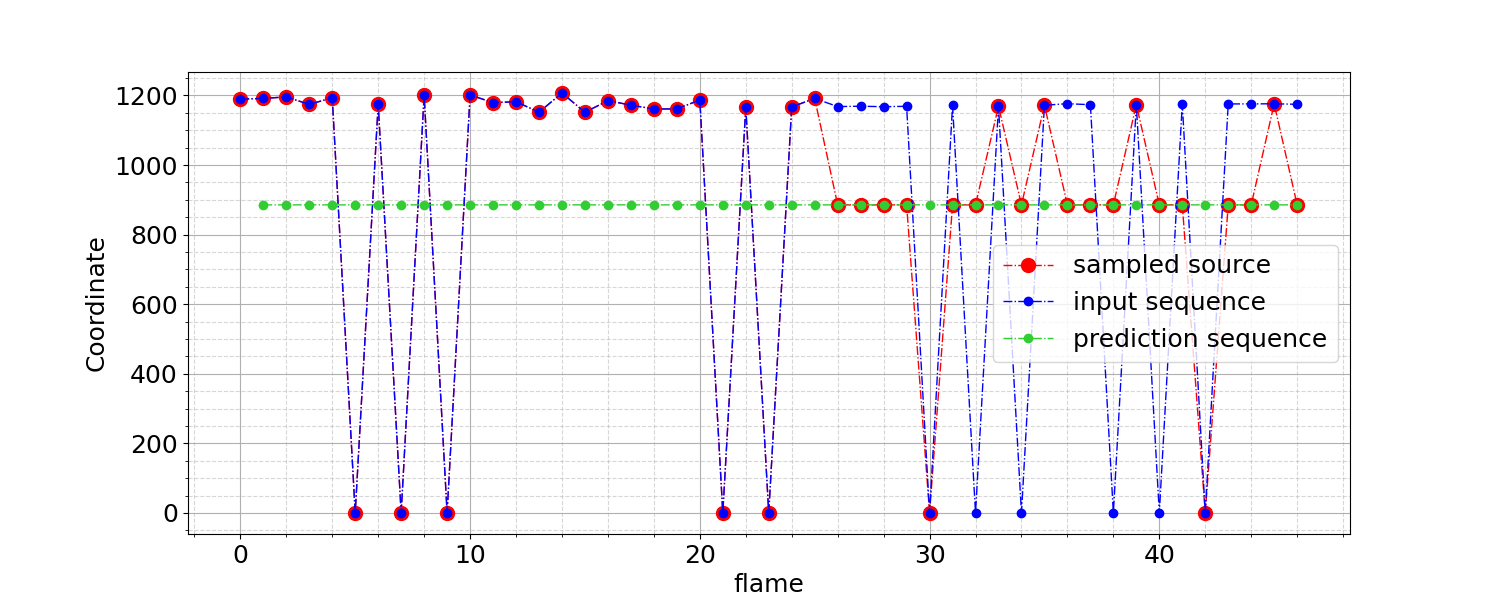 1200
1000
800
600
400
200
0
Coordinate
sampled source
input sequence
prediction sequence
0 10 20 30 40
flame